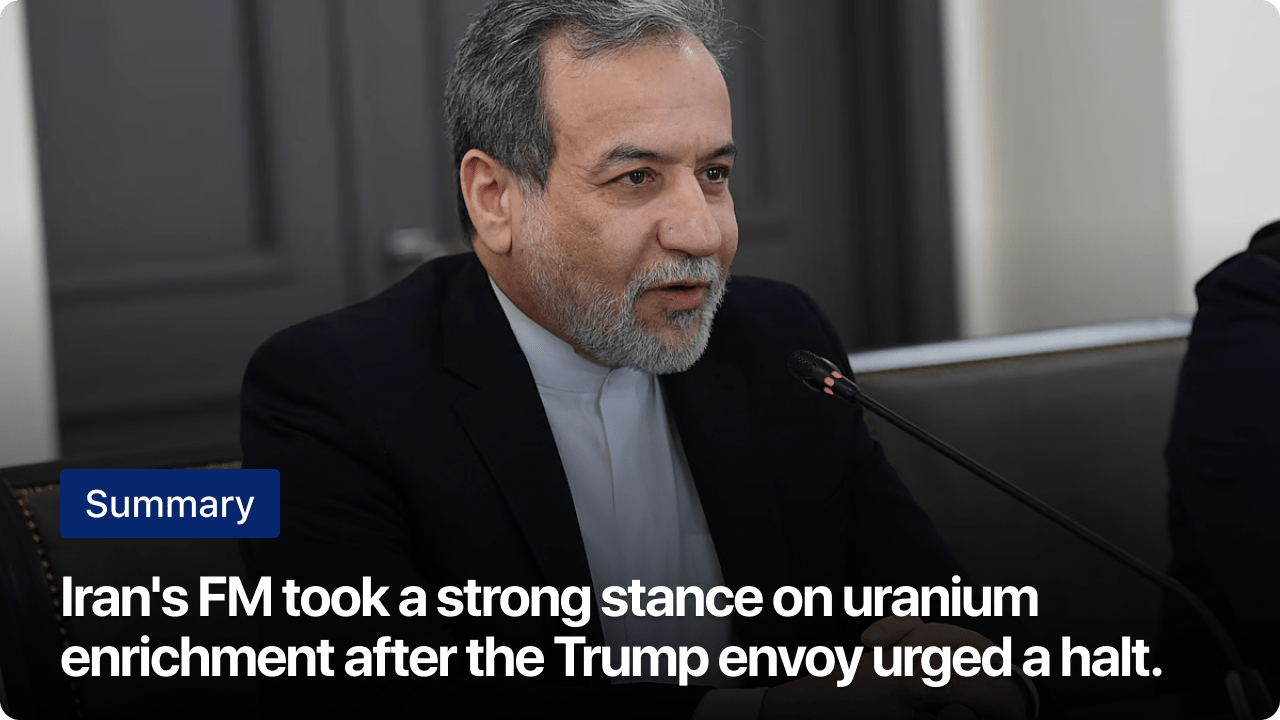 Summary
Iran's FM took a strong stance on uranium
enrichment after the Trump envoy urged a halt.